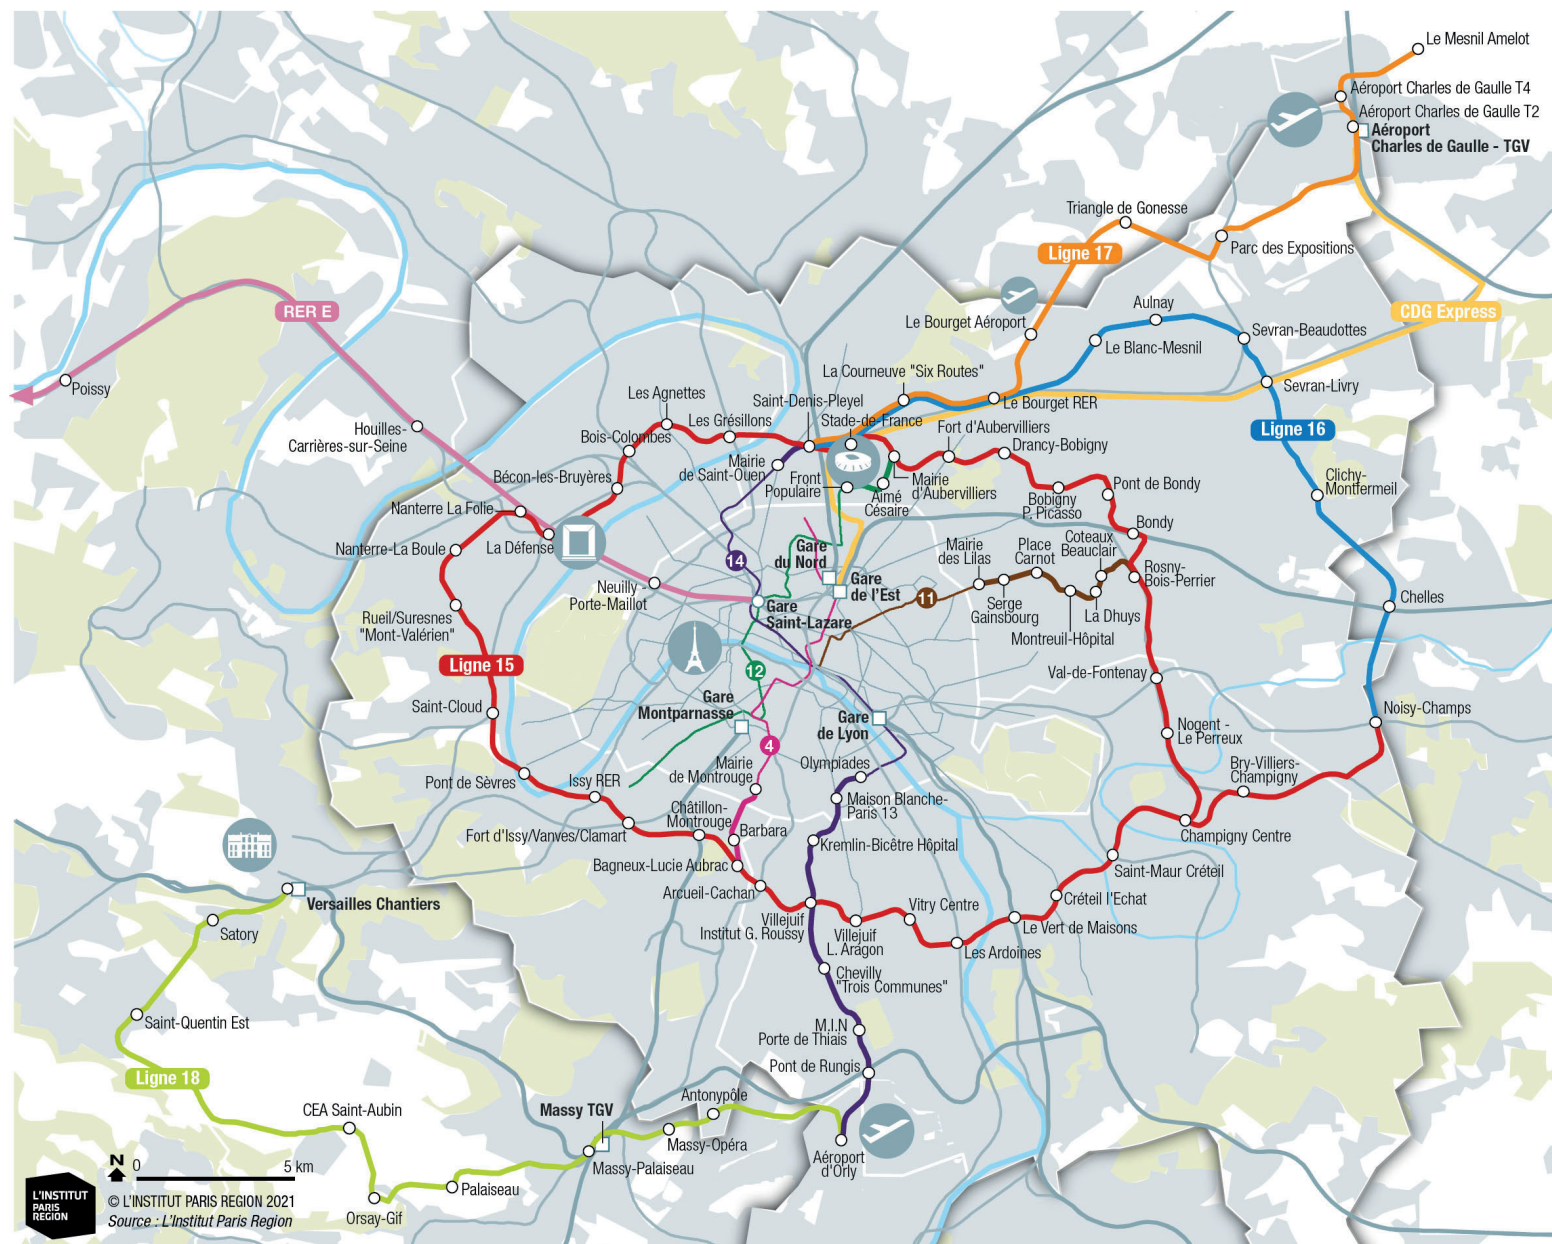 Le Mesnil Amelot
Aéroport Charles de Gaulle T4
Aéroport Charles de Gaulle T2
Aéroport
Charles de Gaulle - TGV
Triangle de Gonesse
Parc des Expositions
Ligne 17
RER E
CDG Express
Aulnay
Le Bourget Aéroport
Sevran-Beaudottes
Le Blanc-Mesnil
Poissy
La Courneuve "Six Routes"
Sevran-Livry
Les Agnettes
Saint-Denis-Pleyel
Le Bourget RER
Les Grésillons
Stade-de-France
Fort d'Aubervilliers
Ligne 16
Houilles-
Carrières-sur-Seine
Bois-Colombes
Drancy-Bobigny
Mairie
de Saint-Ouen
Bécon-les-Bruyères
Front
Populaire
Mairie
d'Aubervilliers
Aimé
Césaire
Bobigny
P. Picasso
Pont de Bondy
Clichy-
Montfermeil
Nanterre La Folie
La Défense
Bondy
Nanterre-La Boule
Gare
du Nord
Mairie
des Lilas
Place
Carnot
Coteaux
Beauclair
14
Neuilly -
Porte-Maillot
Gare
de l'Est
11
Serge
Gainsbourg
La Dhuys
Rosny-
Bois-Perrier
Chelles
Rueil/Suresnes
"Mont-Valérien"
Gare
Saint-Lazare
Montreuil-Hôpital
Ligne 15
12
Val-de-Fontenay
Saint-Cloud
Gare
Montparnasse
Gare
de Lyon
Noisy-Champs
Nogent -
Le Perreux
4
Pont de Sèvres
Issy RER
Mairie
de Montrouge
Olympiades
Bry-Villiers-
Champigny
Maison Blanche-
Paris 13
Châtillon-
Montrouge
Fort d'Issy/Vanves/Clamart
Barbara
Kremlin-Bicêtre Hôpital
Champigny Centre
Bagneux-Lucie Aubrac
Saint-Maur Créteil
Arcueil-Cachan
Créteil l'Echat
Versailles Chantiers
Villejuif
Institut G. Roussy
Vitry Centre
Le Vert de Maisons
Satory
Villejuif
L. Aragon
Les Ardoines
Chevilly
"Trois Communes"
Saint-Quentin Est
M.I.N
Porte de Thiais
Pont de Rungis
Ligne 18
Antonypôle
CEA Saint-Aubin
Massy TGV
Massy-Opéra
Aéroport
d'Orly
Massy-Palaiseau
Palaiseau
Orsay-Gif
N
0
5 km
L'INSTITUT
PARIS
REGION
© L'INSTITUT PARIS REGION 2021
Source : L'Institut Paris Region